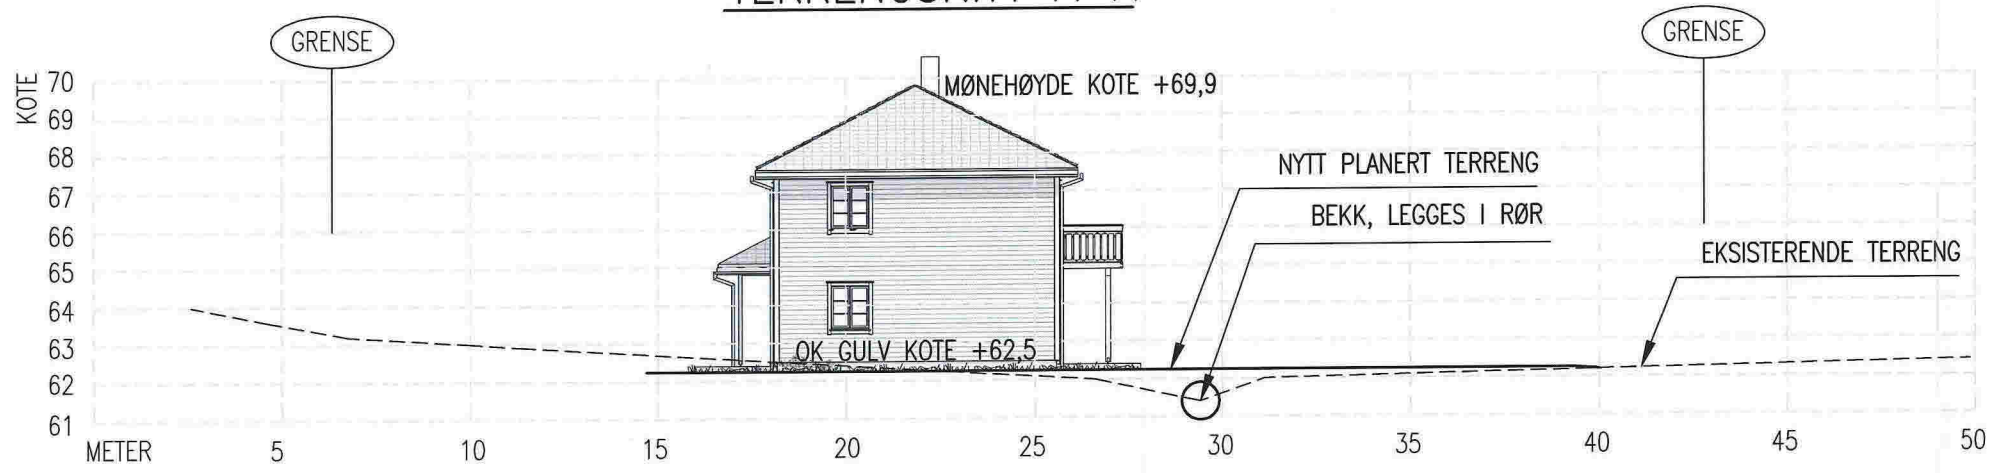 GRENSE
GRENSE
KOTE
70
69
68
67
66
65
64
63
62
61
MØNEHØYDE KOTE +69,9
NYTT PLANERT TERRENG
BEKK, LEGGES I RØR
EKSISTERENDE TERRENG
OK GULV KOTE +62,5
METER 5 10 15 20 25 30 35 40 45 50